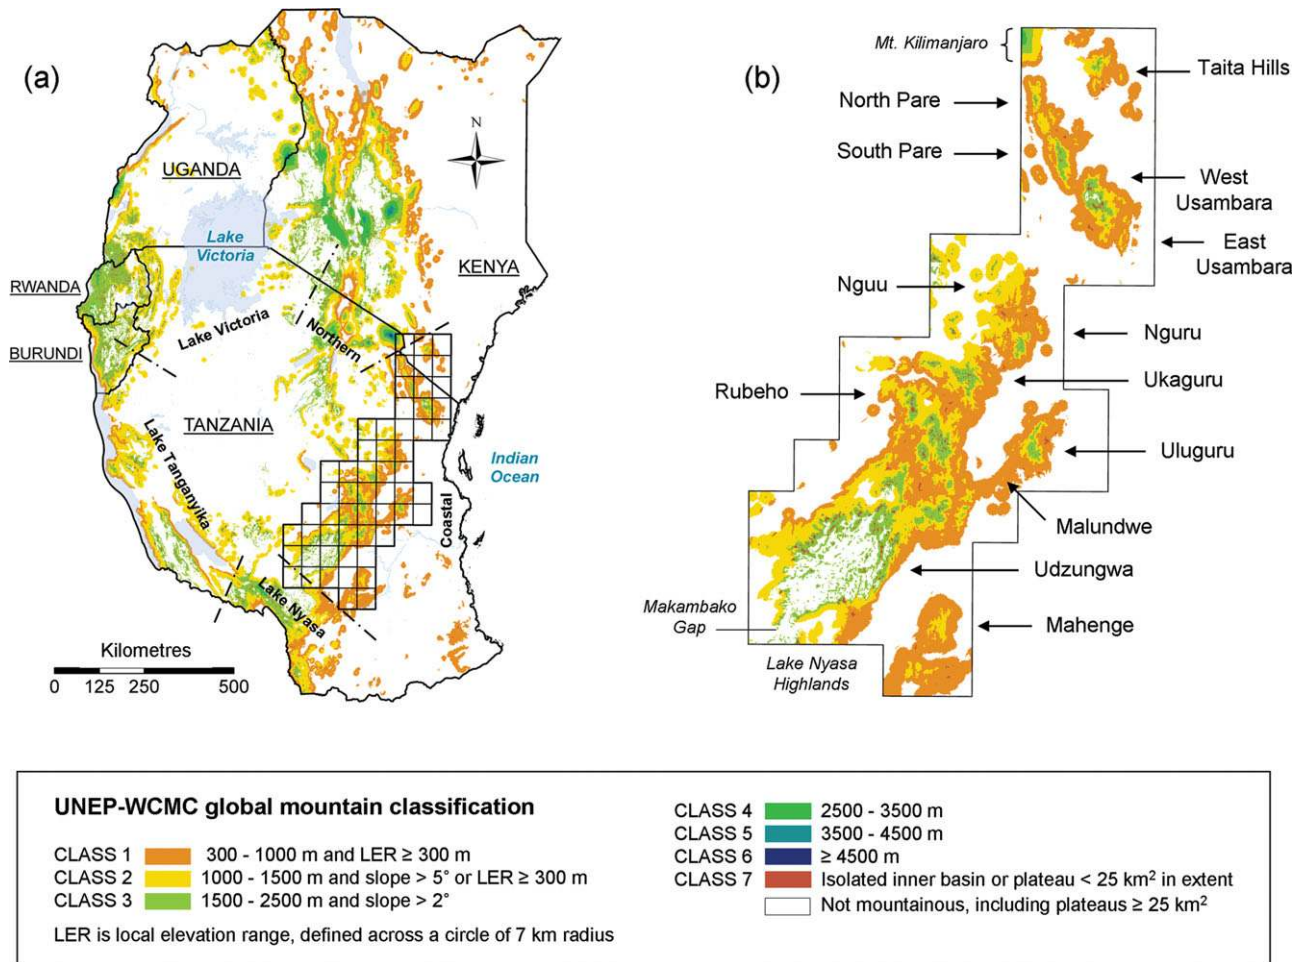 (a)
N
UGANDA
Lake
Victoria
KENYA
RWANDA
Lake Victoria
Northern
BURUNDI
TANZANIA
Lake Tanganyika
Indian
Ocean
Coastal
Lake Nyasa
Kilometres
0 125 250 500
(b)
Mt. Kilimanjaro
Taita Hills
North Pare
South Pare
West
Usambara
East
Usambara
Nguu
Nguru
Ukaguru
Rubeho
Uluguru
Malundwe
Udzungwa
Makambako
Gap
Mahenge
Lake Nyasa
Highlands
UNEP-WCMC global mountain classification
CLASS 1 300 - 1000 m and LER ≥ 300 m
CLASS 2 1000 - 1500 m and slope > 5° or LER ≥ 300 m
CLASS 3 1500 - 2500 m and slope > 2°
LER is local elevation range, defined across a circle of 7 km radius
CLASS 4 2500 - 3500 m
CLASS 5 3500 - 4500 m
CLASS 6 ≥ 4500 m
CLASS 7 Isolated inner basin or plateau < 25 km² in extent
Not mountainous, including plateaus ≥ 25 km²